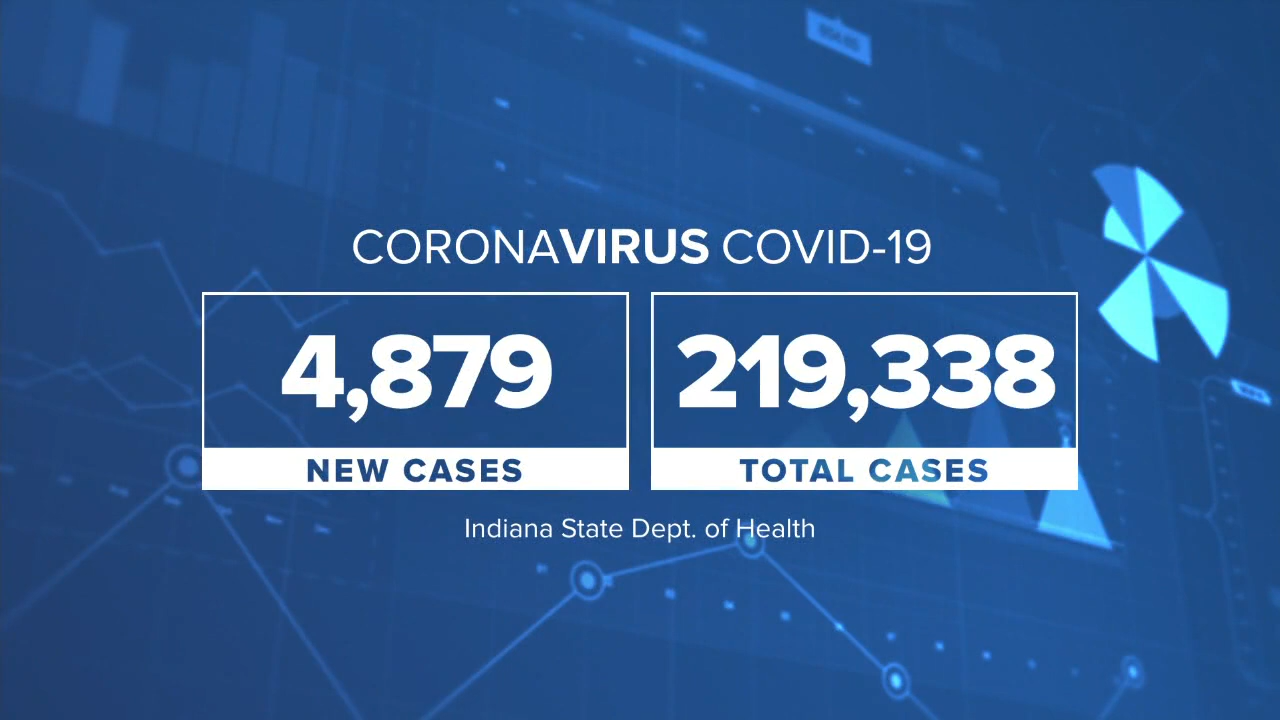 CORONAVIRUS COVID-19
4,879
NEW CASES
219,338
TOTAL CASES
Indiana State Dept. of Health